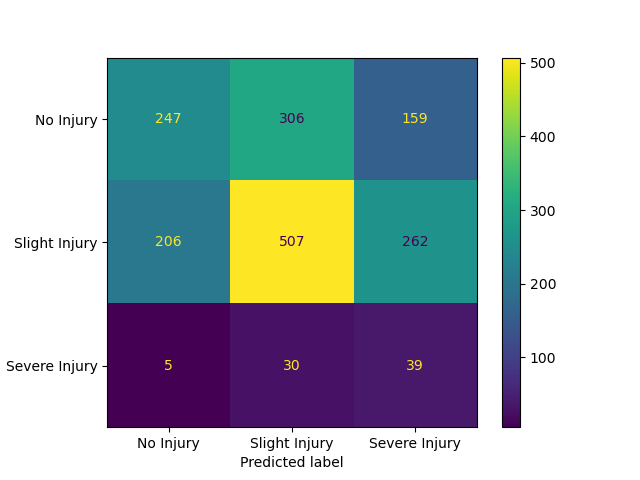 500
No Injury 247 306 159
400
300
Slight Injury 206 507 262
200
100
Severe Injury 5 30 39
No Injury Slight Injury Severe Injury
Predicted label